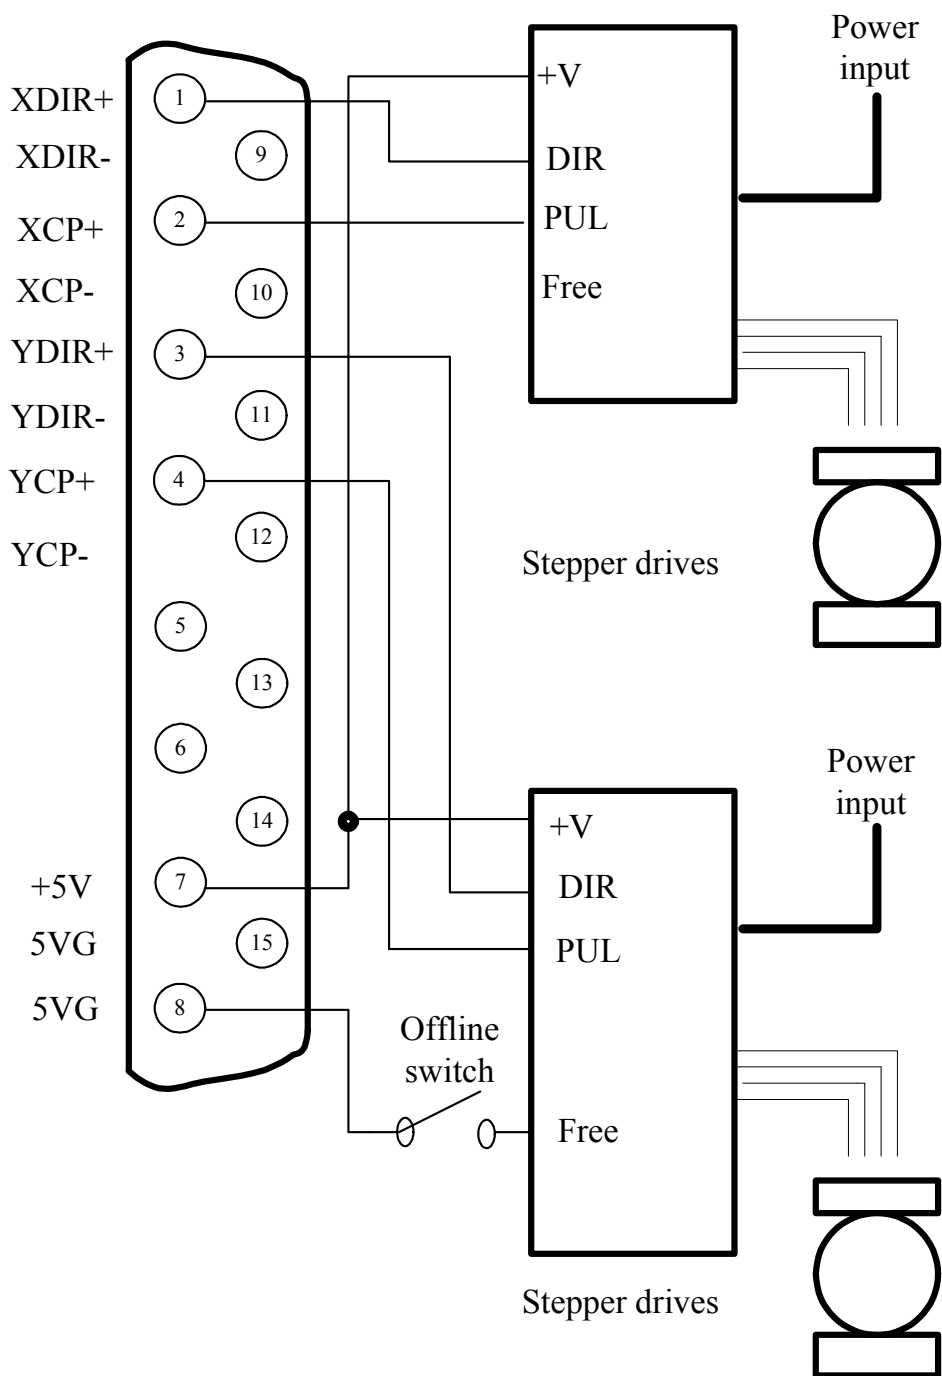 XDIR+
1
XDIR-
9
XCP+
2
XCP-
10
YDIR+
3
YDIR-
11
YCP+
4
YCP-
12
5
13
6
14
+5V
7
5VG
15
5VG
8
Power
input
+V
DIR
PUL
Free
Stepper drives
Power
input
+V
DIR
PUL
Offline
switch
Free
Stepper drives